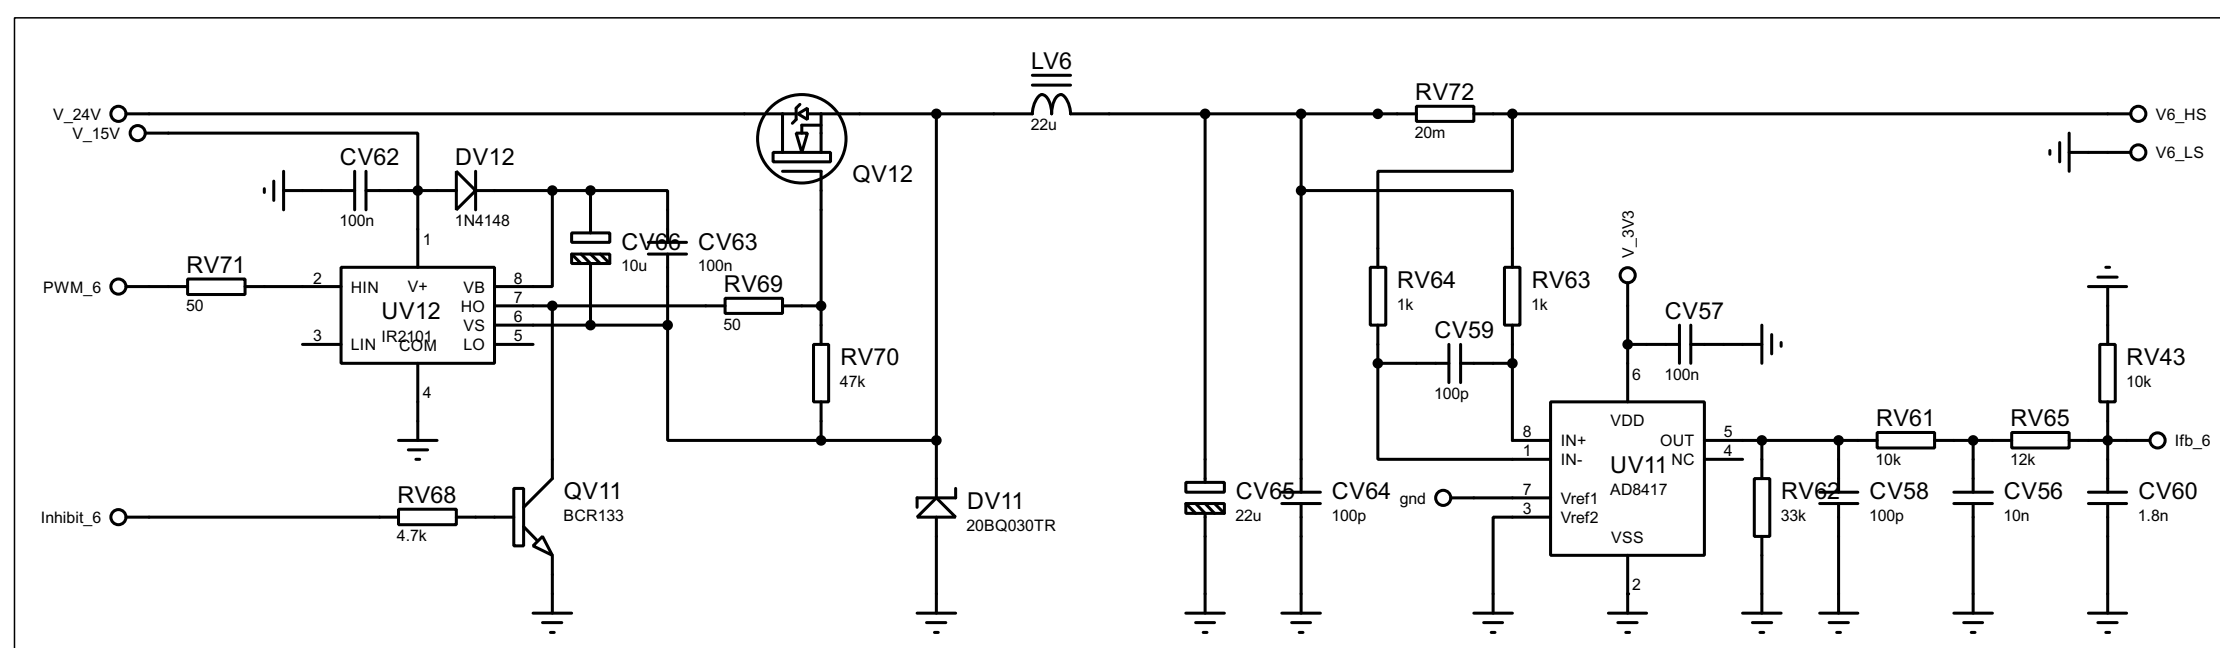 LV6
22u
V_24V
V_15V
RV72
20m
V6_HS
V6_LS
CV62
100n
DV12
1N4148
QV12
1
CV66
10u
CV63
100n
V_3V3
PWM_6
RV71
50
2
HIN
V+
VB
8
UV12
IR2101
HO
7
VS
6
3
LIN
COM
LO
5
4
RV69
50
RV70
47k
RV64
1k
RV63
1k
CV59
100p
CV57
100n
6
RV43
10k
VDD
8
IN+
OUT
5
1
IN-
NC
4
UV11
AD8417
gnd
7
Vref1
3
Vref2
VSS
2
RV61
10k
RV65
12k
Ifb_6
Inhibit_6
RV68
4.7k
QV11
BCR133
DV11
20BQ030TR
CV65
22u
CV64
100p
RV62
33k
CV58
100p
CV56
10n
CV60
1.8n